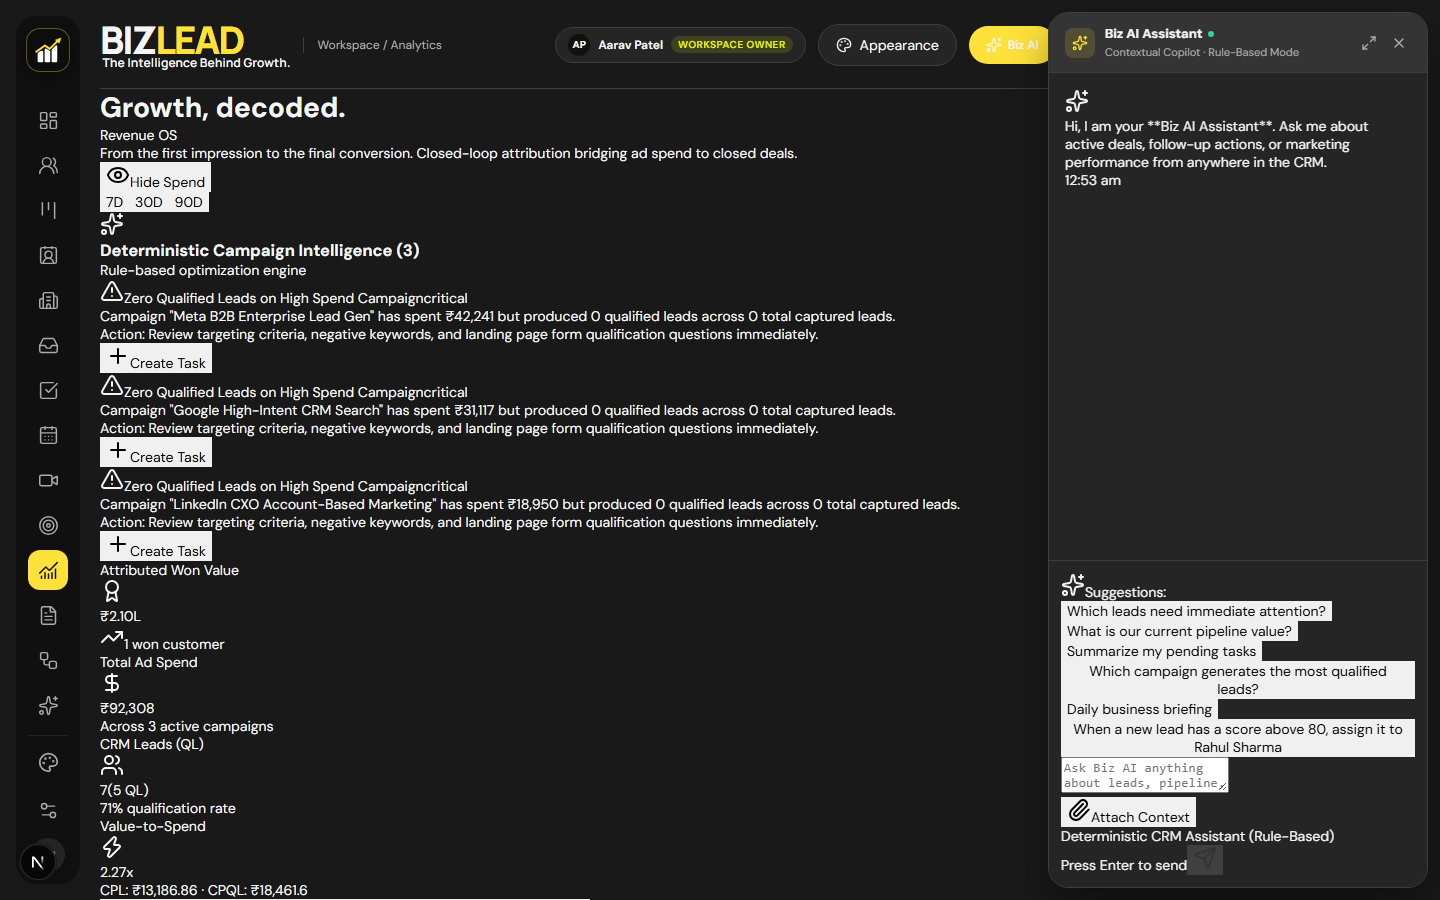 BIZLEAD
The Intelligence Behind Growth.
Workspace / Analytics
AP Aarav Patel WORKSPACE OWNER
Appearance
Biz AI
Growth, decoded.
Revenue OS
From the first impression to the final conversion. Closed-loop attribution bridging ad spend to closed deals.
Hide Spend
7D 30D 90D
Deterministic Campaign Intelligence (3)
Rule-based optimization engine
Zero Qualified Leads on High Spend Campaigncritical
Campaign "Meta B2B Enterprise Lead Gen" has spent ₹42,241 but produced 0 qualified leads across 0 total captured leads.
Action: Review targeting criteria, negative keywords, and landing page form qualification questions immediately.
Create Task
Zero Qualified Leads on High Spend Campaigncritical
Campaign "Google High-Intent CRM Search" has spent ₹31,117 but produced 0 qualified leads across 0 total captured leads.
Action: Review targeting criteria, negative keywords, and landing page form qualification questions immediately.
Create Task
Zero Qualified Leads on High Spend Campaigncritical
Campaign "LinkedIn CXO Account-Based Marketing" has spent ₹18,950 but produced 0 qualified leads across 0 total captured leads.
Action: Review targeting criteria, negative keywords, and landing page form qualification questions immediately.
Create Task
Attributed Won Value
₹2.10L
1 won customer
Total Ad Spend
₹92,308
Across 3 active campaigns
CRM Leads (QL)
7(5 QL)
71% qualification rate
Value-to-Spend
2.27x
CPL: ₹13,186.86 · CPQL: ₹18,461.6
N
Biz AI Assistant
Contextual Copilot · Rule-Based Mode
Hi, I am your **Biz AI Assistant**. Ask me about
active deals, follow-up actions, or marketing
performance from anywhere in the CRM.
12:53 am
Suggestions:
Which leads need immediate attention?
What is our current pipeline value?
Summarize my pending tasks
Which campaign generates the most qualified
leads?
Daily business briefing
When a new lead has a score above 80, assign it to
Rahul Sharma
Ask Biz AI anything
about leads, pipeline,
Attach Context
Deterministic CRM Assistant (Rule-Based)
Press Enter to send